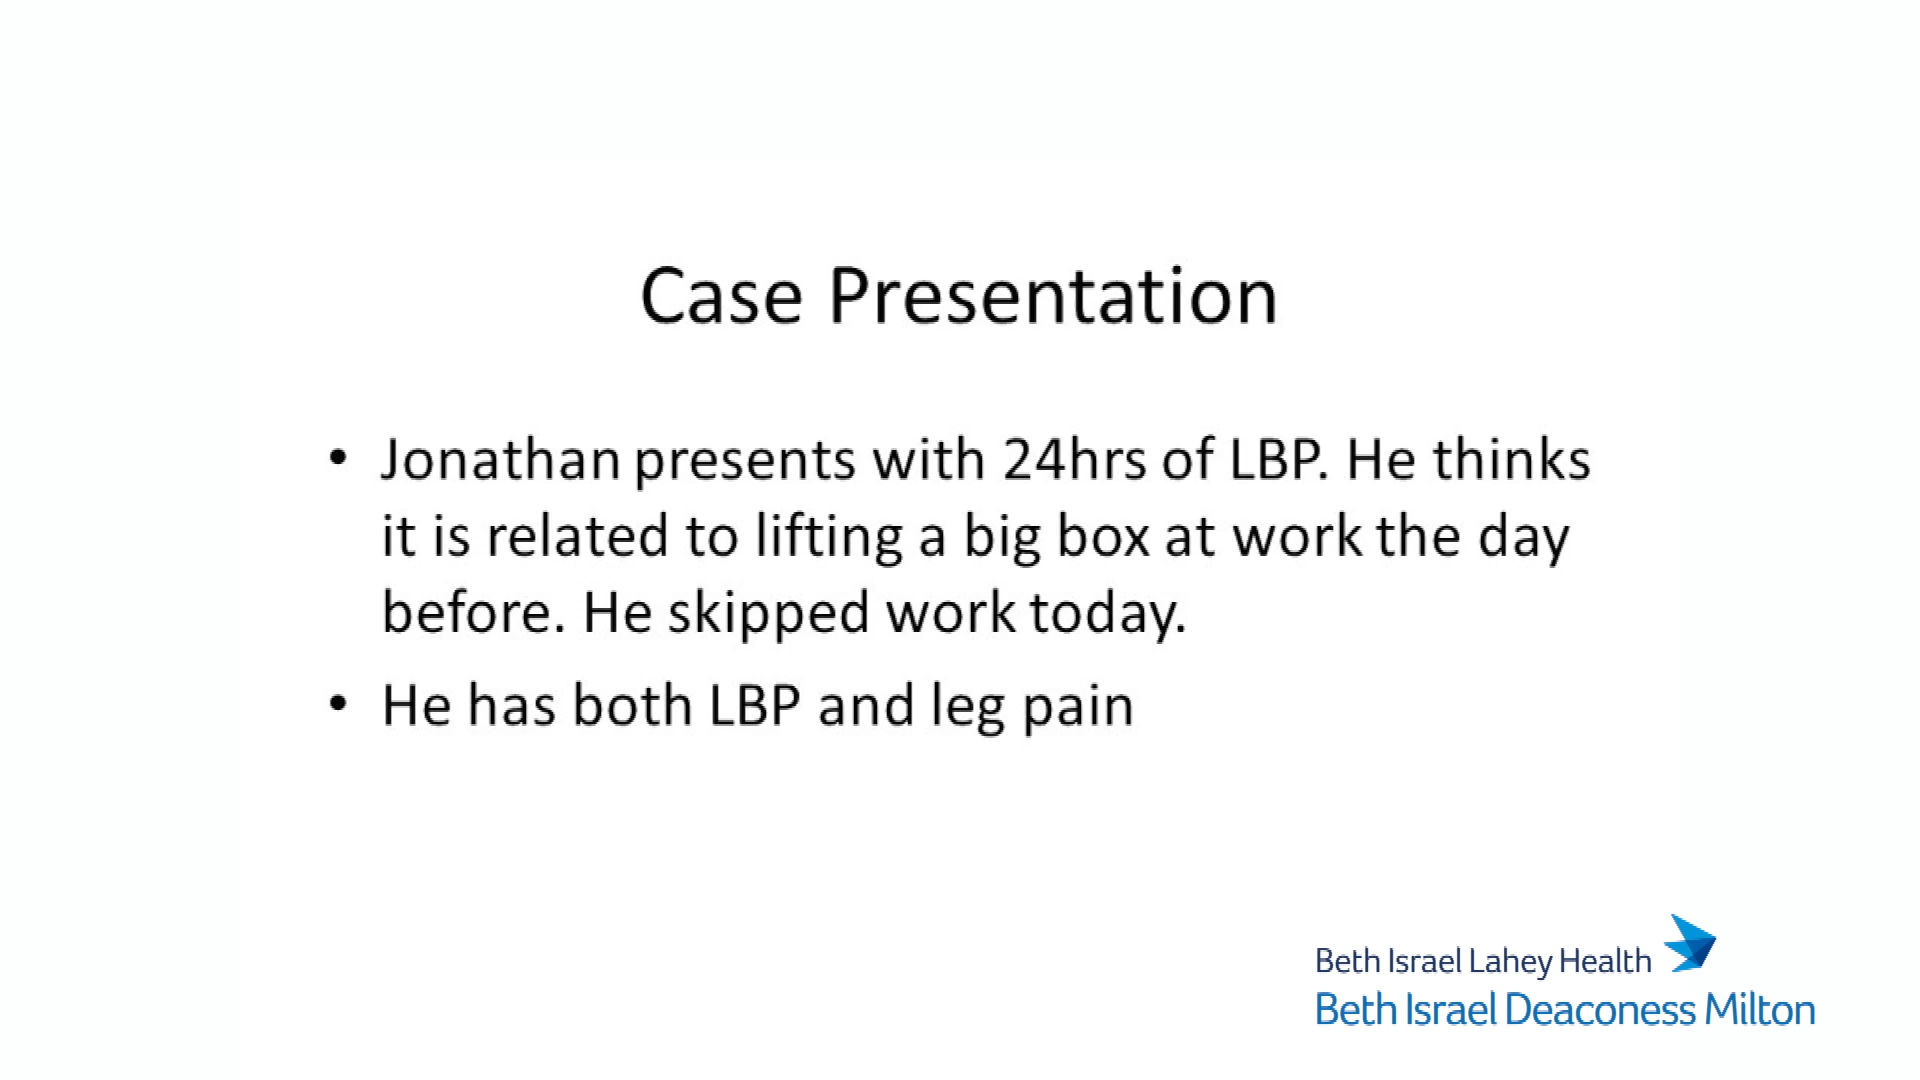 Case Presentation
• Jonathan presents with 24hrs of LBP. He thinks
it is related to lifting a big box at work the day
before. He skipped work today.
• He has both LBP and leg pain
Beth Israel Lahey Health
Beth Israel Deaconess Milton